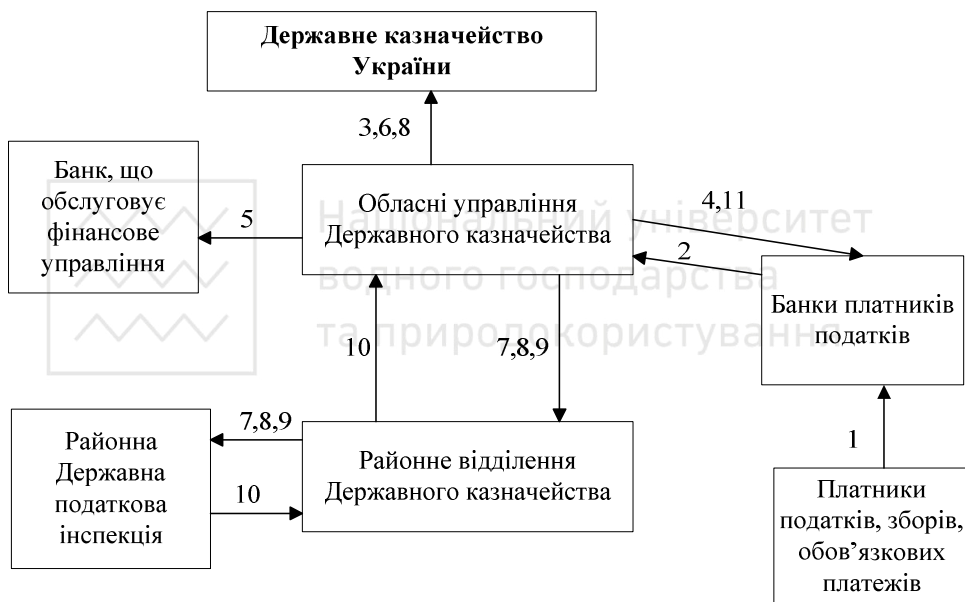 Державне казначейство
України
3,6,8
Банк, що
обслуговує
фінансове
управління
5
Обласні управління
Державного казначейства
4,11
2
Банки платників
податків
Національний університет
водного господарства
та природокористування
10
7,8,9
7,8,9
10
Районна
Державна
податкова
інспекція
Районне відділення
Державного казначейства
1
Платники
податків, зборів,
обов’язкових
платежів